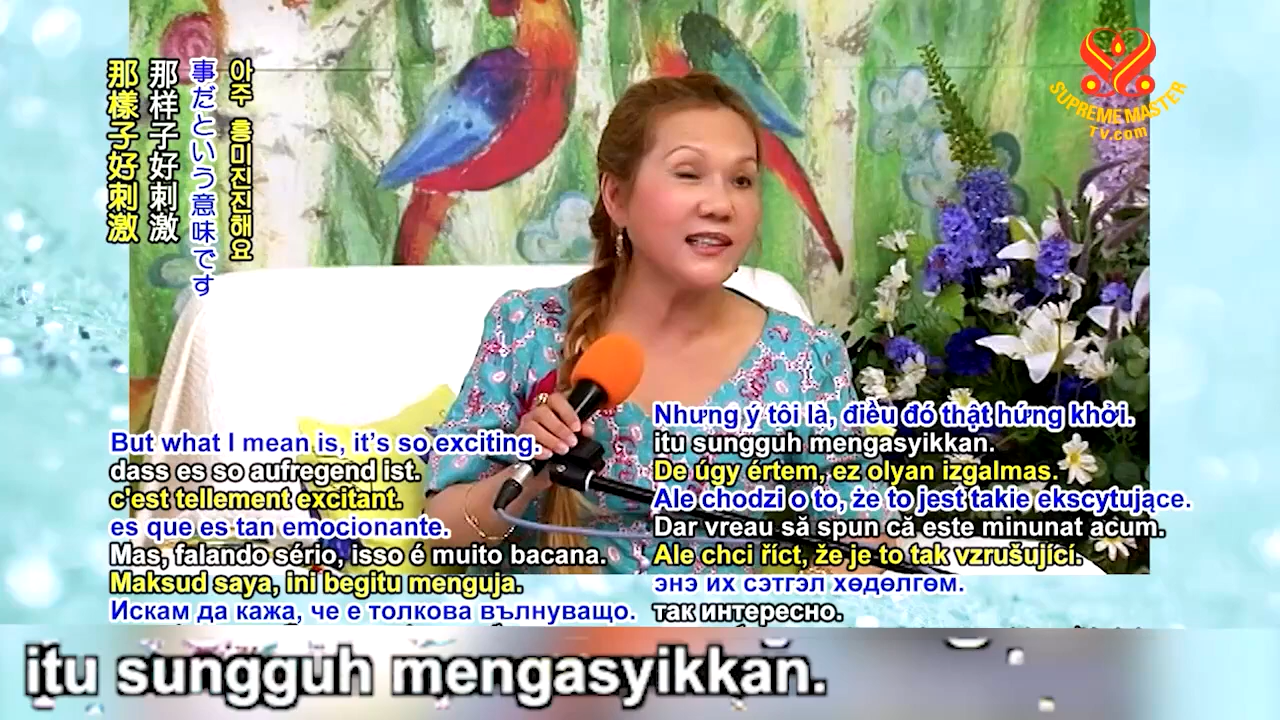 아주 흥미진진해요
事だという意味です
那样子好刺激
那樣子好刺激
SUPREME MASTER
TV.com
But what I mean is, it's so exciting.
dass es so aufregend ist.
c'est tellement excitant.
es que es tan emocionante.
Mas, falando sério, isso é muito bacana.
Maksud saya, ini begitu menguja.
Искам да кажа, че е толкова вълнуващо.
Nhưng ý tôi là, điều đó thật hứng khởi.
itu sungguh mengasyikkan.
De úgy értem, ez olyan izgalmas.
Ale chodzi o to, że to jest takie ekscytujące.
Dar vreau să spun că este minunat acum.
Ale chci říct, že je to tak vzrušující.
энэ их сэтгэл хөдөлгөм.
так интересно.
itu sungguh mengasyikkan.